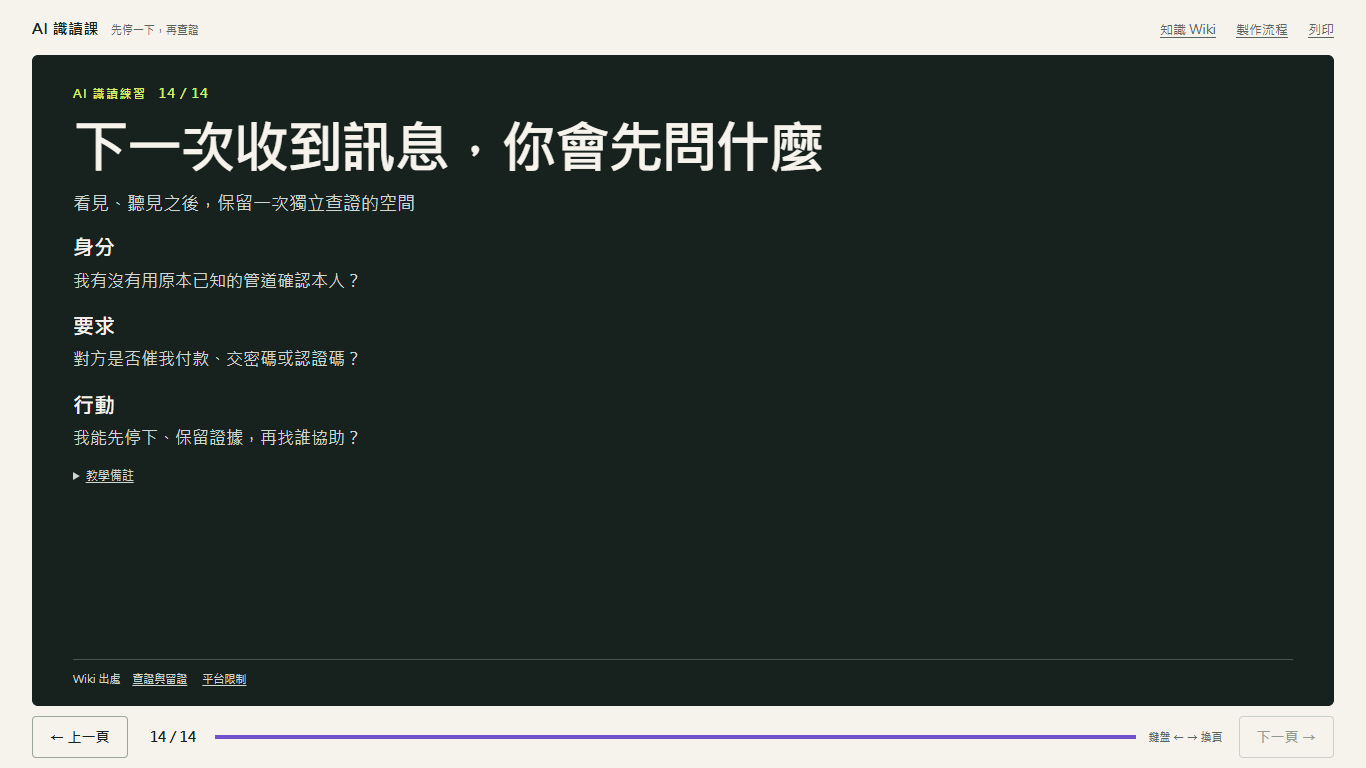 AI 識讀課 先停一下，再查證 知識 Wiki 製作流程 列印
AI 識讀練習 14 / 14
下一次收到訊息，你會先問什麼
看見、聽見之後，保留一次獨立查證的空間
身分
我有沒有用原本已知的管道確認本人？
要求
對方是否催我付款、交密碼或認證碼？
行動
我能先停下、保留證據，再找誰協助？
▶ 教學備註
Wiki 出處 查證與留證 平台限制
← 上一頁 14 / 14 鍵盤 ← → 換頁 下一頁 →